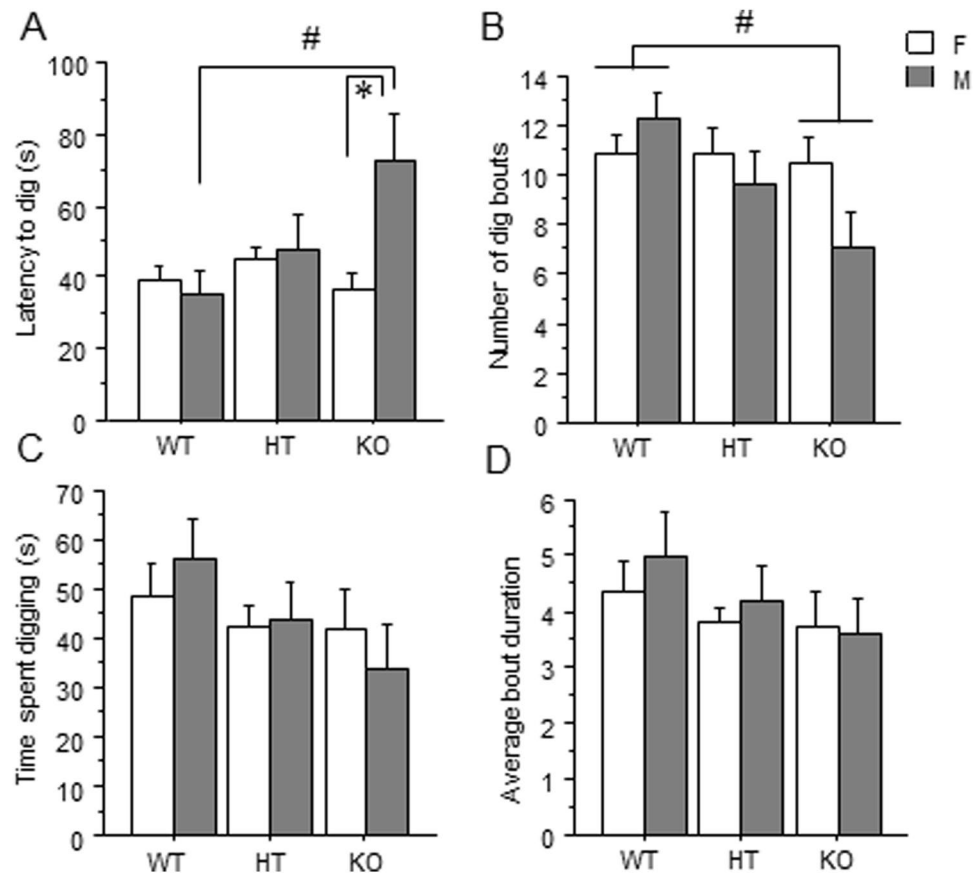 A
#
*
Latency to dig (s)
100
80
60
40
20
0
WT HT KO
B
#
F
M
Number of dig bouts
14
12
10
8
6
4
2
0
WT HT KO
C
Time spent digging (s)
70
60
50
40
30
20
10
0
WT HT KO
D
Average bout duration
6
5
4
3
2
1
0
WT HT KO